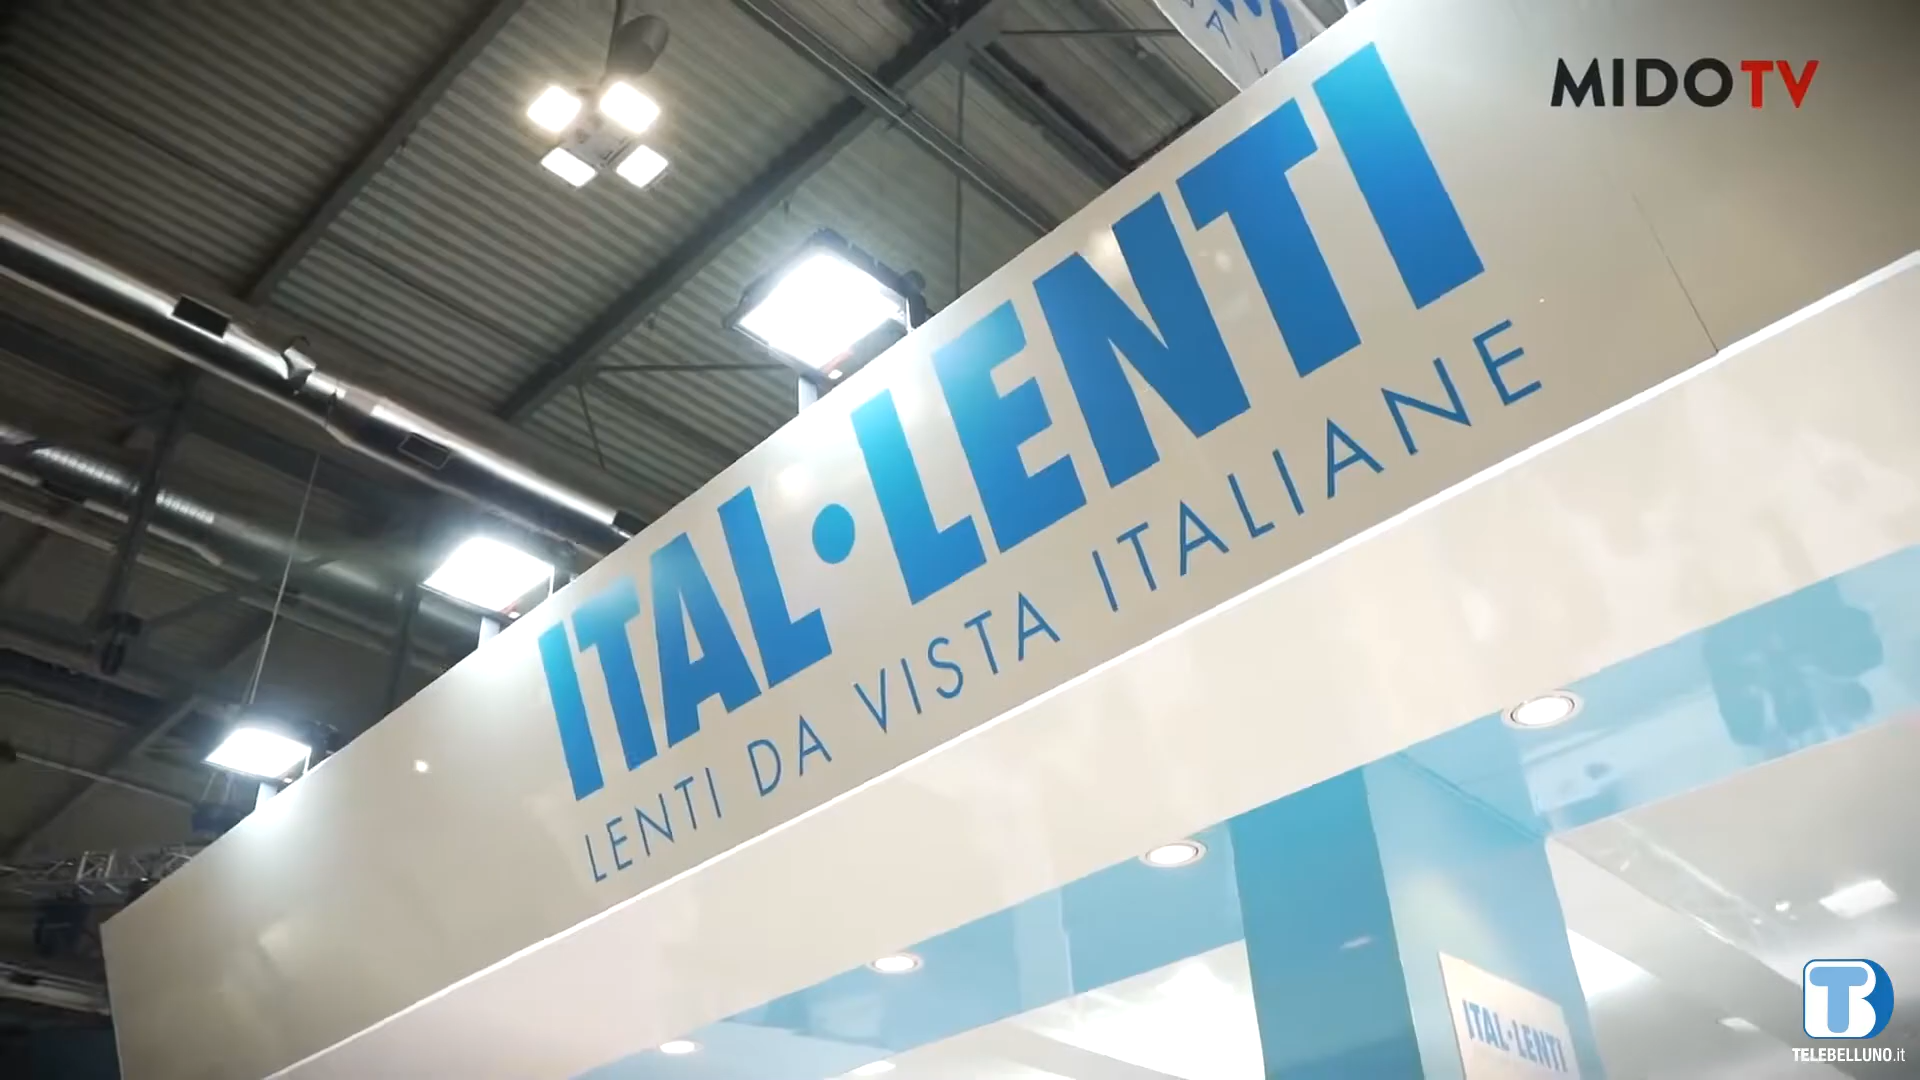 MIDOTV
ITAL·LENTI
LENTI DA VISTA ITALIANE
ITAL·LENTI
TELEBELLUNO.it